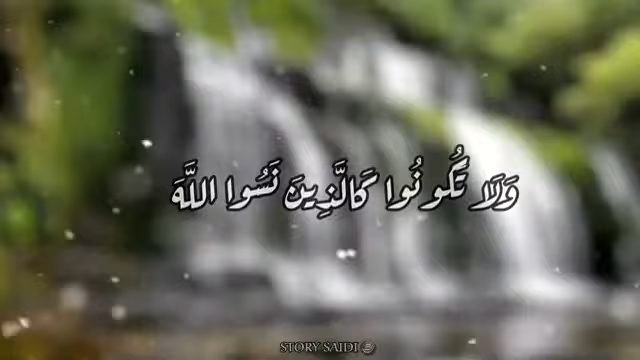 وَلَا تَكُونُوا كَالَّذِينَ نَسُوا اللَّهَ
STORY SAIDI